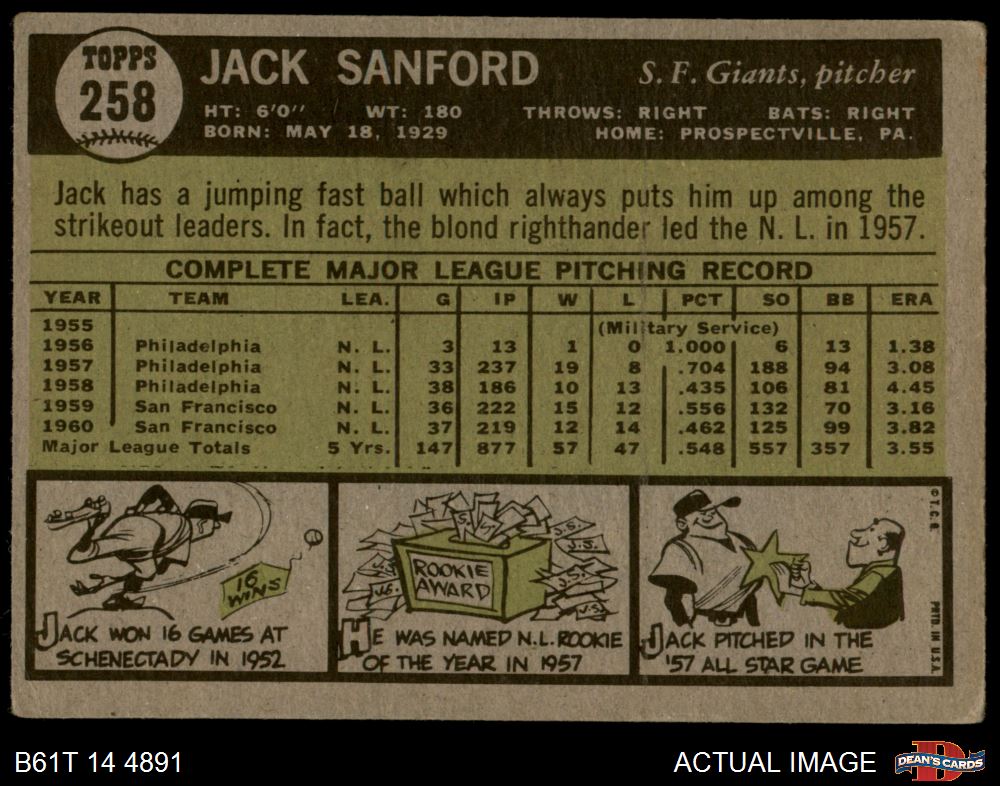 TOPPS
258
JACK SANFORD
S. F. Giants, pitcher
HT: 6'0'' WT: 180 THROWS: RIGHT BATS: RIGHT
BORN: MAY 18, 1929 HOME: PROSPECTVILLE, PA.
Jack has a jumping fast ball which always puts him up among the
strikeout leaders. In fact, the blond righthander led the N. L. in 1957.
COMPLETE MAJOR LEAGUE PITCHING RECORD
YEAR TEAM LEA. G IP W L PCT SO BB ERA
1955 (Military Service)
1956 Philadelphia N. L. 3 13 1 0 1.000 6 13 1.38
1957 Philadelphia N. L. 33 237 19 8 .704 188 94 3.08
1958 Philadelphia N. L. 38 186 10 13 .435 106 81 4.45
1959 San Francisco N. L. 36 222 15 12 .556 132 70 3.16
1960 San Francisco N. L. 37 219 12 14 .462 125 99 3.82
Major League Totals 5 Yrs. 147 877 57 47 .548 557 357 3.55
16
WINS
JACK WON 16 GAMES AT
SCHENECTADY IN 1952
J.S.
J.S.
J.S.
J.S.
ROOKIE
AWARD
HE WAS NAMED N.L. ROOKIE
OF THE YEAR IN 1957
JACK PITCHED IN THE
'57 ALL STAR GAME
© T. C. G.
PRTD. IN U.S.A.
B61T 14 4891
ACTUAL IMAGE
DEAN'S CARDS